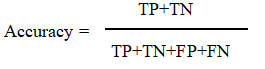 TP+TN
Accuracy =
TP+TN+FP+FN